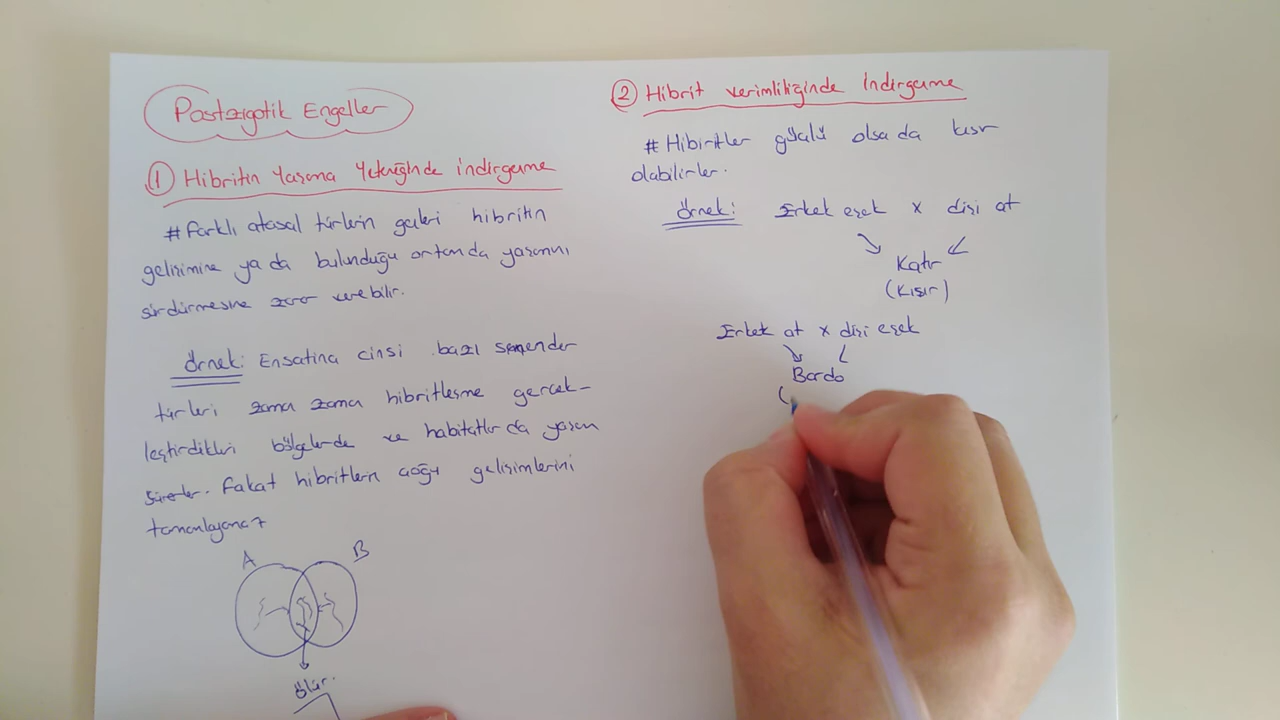 Postzigotik Engeller
① Hibritin Yaşama Yeteneğinde İndirgeme
# Farklı atasal türlerin genleri hibritin
gelişimine ya da bulunduğu ortamda yaşamını
sürdürmesine zarar verebilir.
Örnek: Ensatina cinsi bazı semender
türleri zaman zaman hibritleşme gerçek-
leştirdikleri bölgelerde ve habitatlarda yaşam
sürerler. Fakat hibritlerin çoğu gelişimlerini
tamamlayamaz
A B
ölür.
② Hibrit verimliliğinde İndirgeme
# Hibiritler güçlü olsa da kısır
olabilirler.
Örnek: Erkek eşek x dişi at
Katır
(Kısır)
Erkek at x dişi eşek
Bardo
(